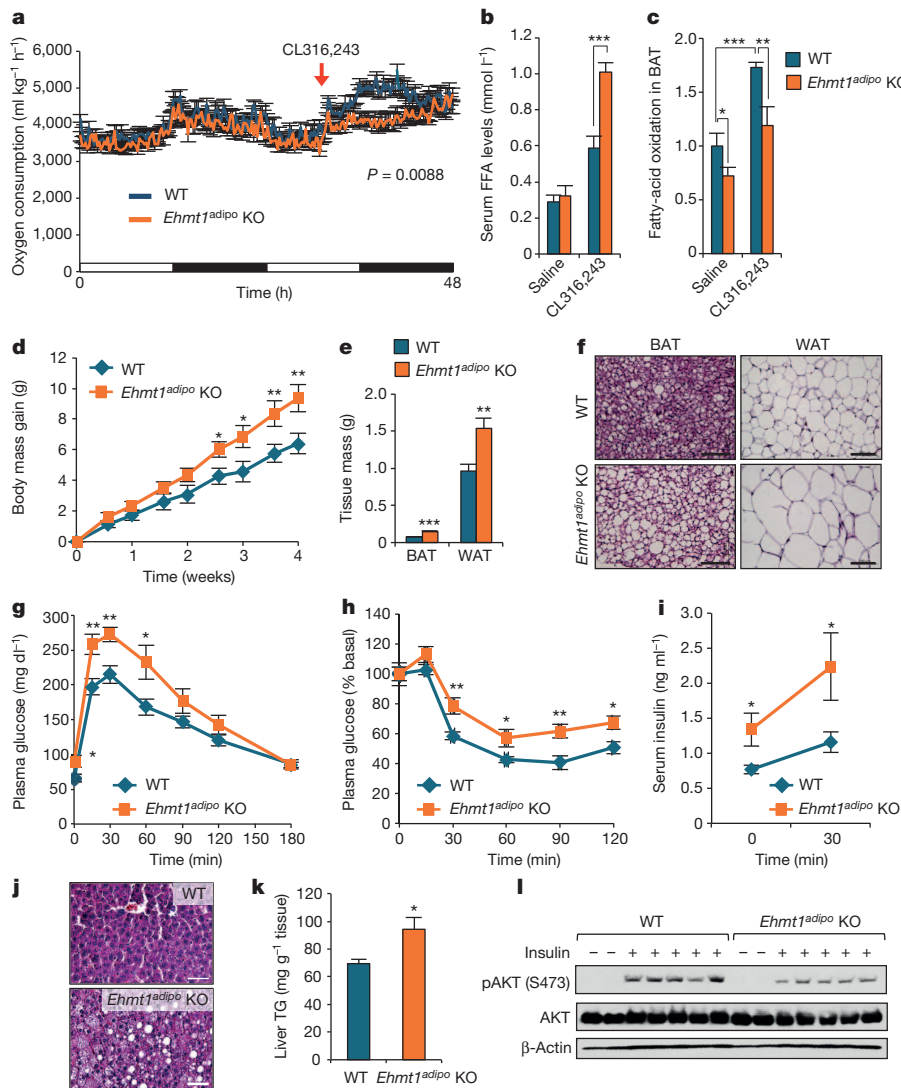 a
Oxygen consumption (ml kg⁻¹ h⁻¹)
6,000
5,000
4,000
3,000
2,000
1,000
0
CL316,243
P = 0.0088
WT
Ehmt1ᵃᵈⁱᵖᵒ KO
0
48
Time (h)
b
Serum FFA levels (mmol l⁻¹)
1.2
1.0
0.8
0.6
0.4
0.2
0
***
Saline
CL316,243
c
Fatty-acid oxidation in BAT
2.0
1.5
1.0
0.5
0
*
***
**
Saline
CL316,243
WT
Ehmt1ᵃᵈⁱᵖᵒ KO
d
Body mass gain (g)
12
10
8
6
4
2
0
WT
Ehmt1ᵃᵈⁱᵖᵒ KO
* * ** **
0 1 2 3 4
Time (weeks)
e
WT
Ehmt1ᵃᵈⁱᵖᵒ KO
Tissue mass (g)
2.0
1.5
1.0
0.5
0
***
**
BAT WAT
f
BAT WAT
WT
Ehmt1ᵃᵈⁱᵖᵒ KO
g
Plasma glucose (mg dl⁻¹)
300
250
200
150
100
50
0
** ** *
*
WT
Ehmt1ᵃᵈⁱᵖᵒ KO
0 30 60 90 120 150 180
Time (min)
h
Plasma glucose (% basal)
140
120
100
80
60
40
20
0
** * ** *
WT
Ehmt1ᵃᵈⁱᵖᵒ KO
0 30 60 90 120
Time (min)
i
Serum insulin (ng ml⁻¹)
3.0
2.5
2.0
1.5
1.0
0.5
0
* *
WT
Ehmt1ᵃᵈⁱᵖᵒ KO
0 30
Time (min)
j
WT
Ehmt1ᵃᵈⁱᵖᵒ KO
k
Liver TG (mg g⁻¹ tissue)
120
100
80
60
40
20
0
*
WT Ehmt1ᵃᵈⁱᵖᵒ KO
l
WT Ehmt1ᵃᵈⁱᵖᵒ KO
Insulin – – + + + + + – – + + + + +
pAKT (S473)
AKT
β-Actin